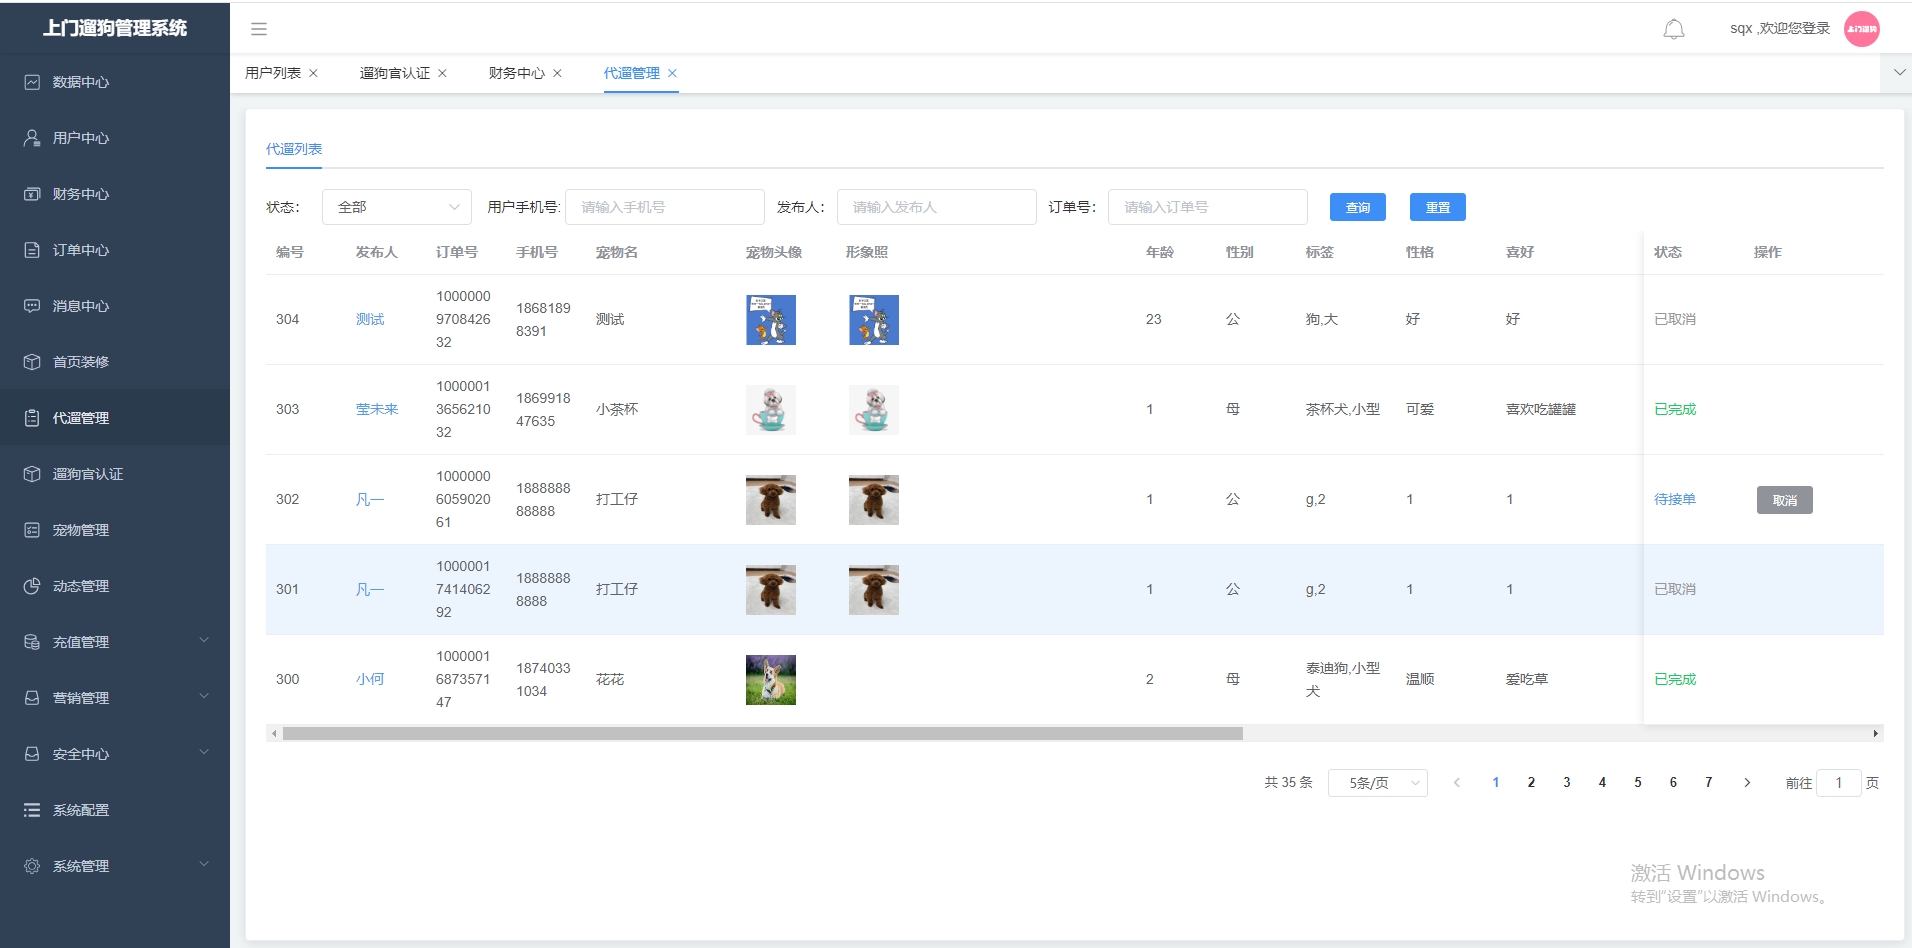 上门遛狗管理系统
sqx ,欢迎您登录
用户列表
遛狗官认证
财务中心
代遛管理
数据中心
用户中心
财务中心
订单中心
消息中心
首页装修
代遛管理
遛狗官认证
宠物管理
动态管理
充值管理
营销管理
安全中心
系统配置
系统管理
代遛列表
状态： 全部 用户手机号: 请输入手机号 发布人： 请输入发布人 订单号： 请输入订单号 查询 重置
编号 发布人 订单号 手机号 宠物名 宠物头像 形象照 年龄 性别 标签 性格 喜好 状态 操作
304 测试 1000000970842632 18681898391 测试 23 公 狗,大 好 好 已取消
303 莹未来 1000001365621032 18699184 7635 小茶杯 1 母 茶杯犬,小型 可爱 喜欢吃罐罐 已完成
302 凡一 1000000605902061 188888888888 打工仔 1 公 g,2 1 1 待接单 取消
301 凡一 1000001741406292 18888888888 打工仔 1 公 g,2 1 1 已取消
300 小何 1000001687357147 18740331034 花花 2 母 泰迪狗,小型犬 温顺 爱吃草 已完成
共 35 条 5条/页 1 2 3 4 5 6 7 前往 1 页
激活 Windows
转到"设置"以激活 Windows。